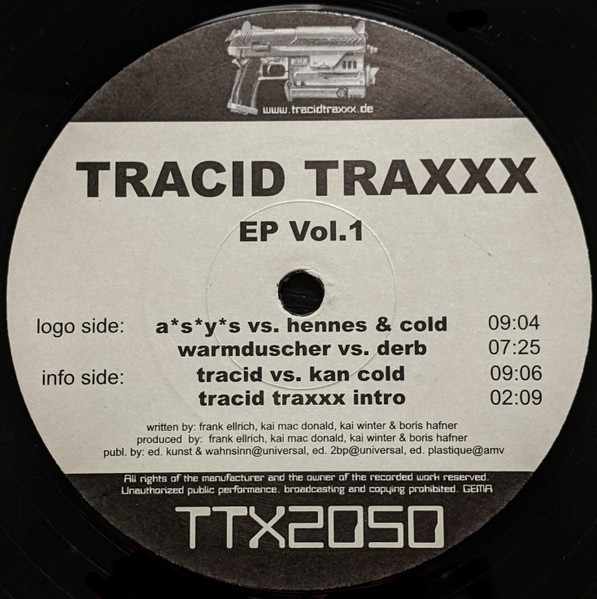 www.tracidtraxxx.de
TRACID TRAXXX
EP Vol.1
logo side: a*s*y*s vs. hennes & cold 09:04
warmduscher vs. derb 07:25
info side: tracid vs. kan cold 09:06
tracid traxxx intro 02:09
written by: frank ellrich, kai mac donald, kai winter & boris hafner
produced by: frank ellrich, kai mac donald, kai winter & boris hafner
publ. by: ed. kunst & wahnsinn@universal, ed. 2bp@universal, ed. plastique@amv
All rights of the manufacturer and the owner of the recorded work reserved.
Unauthorized public performance, broadcasting and copying prohibited. GEMA
TTX2050